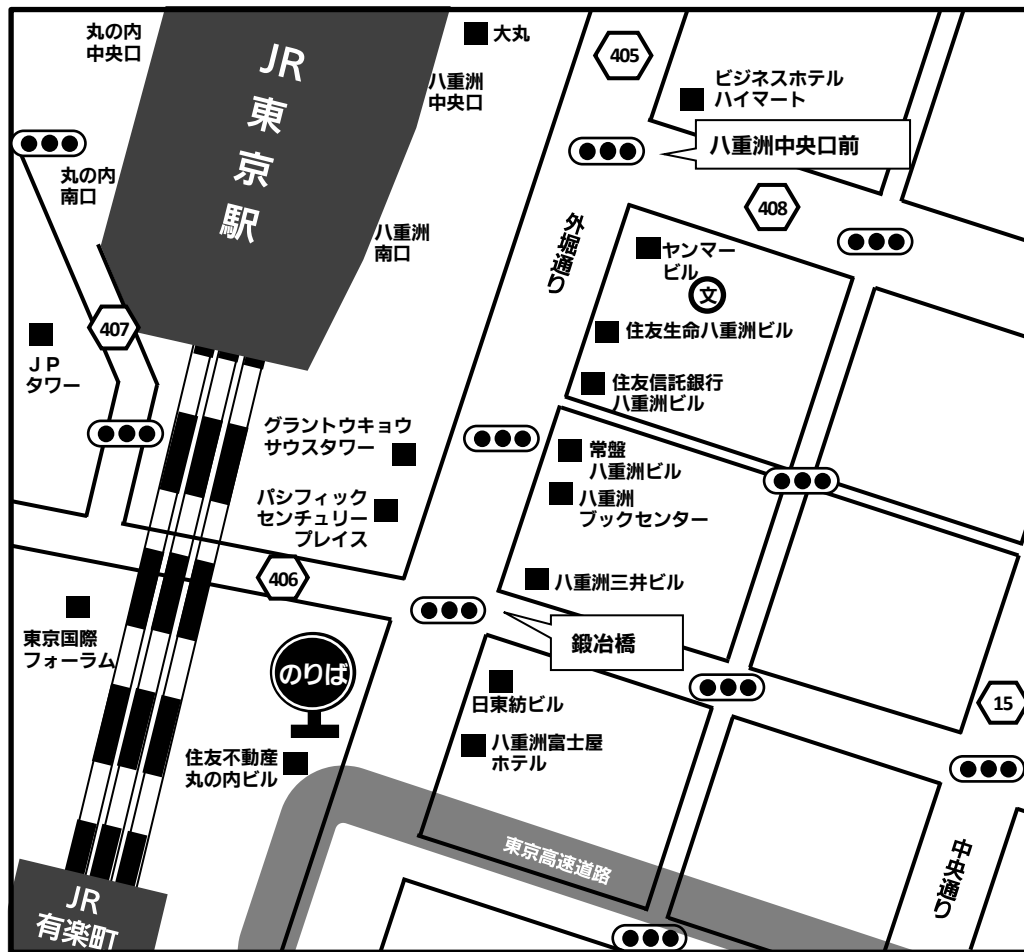 丸の内
中央口
JR
東
京
駅
大丸
八重洲
中央口
405
ビジネスホテル
ハイマート
八重洲中央口前
丸の内
南口
408
八重洲
南口
外堀通り
ヤンマー
ビル
文
住友生命八重洲ビル
407
JP
タワー
住友信託銀行
八重洲ビル
グラントウキョウ
サウスタワー
常盤
八重洲ビル
パシフィック
センチュリー
プレイス
八重洲
ブックセンター
406
八重洲三井ビル
東京国際
フォーラム
鍛冶橋
のりば
日東紡ビル
15
住友不動産
丸の内ビル
八重洲富士屋
ホテル
東京高速道路
中央通り
JR
有楽町